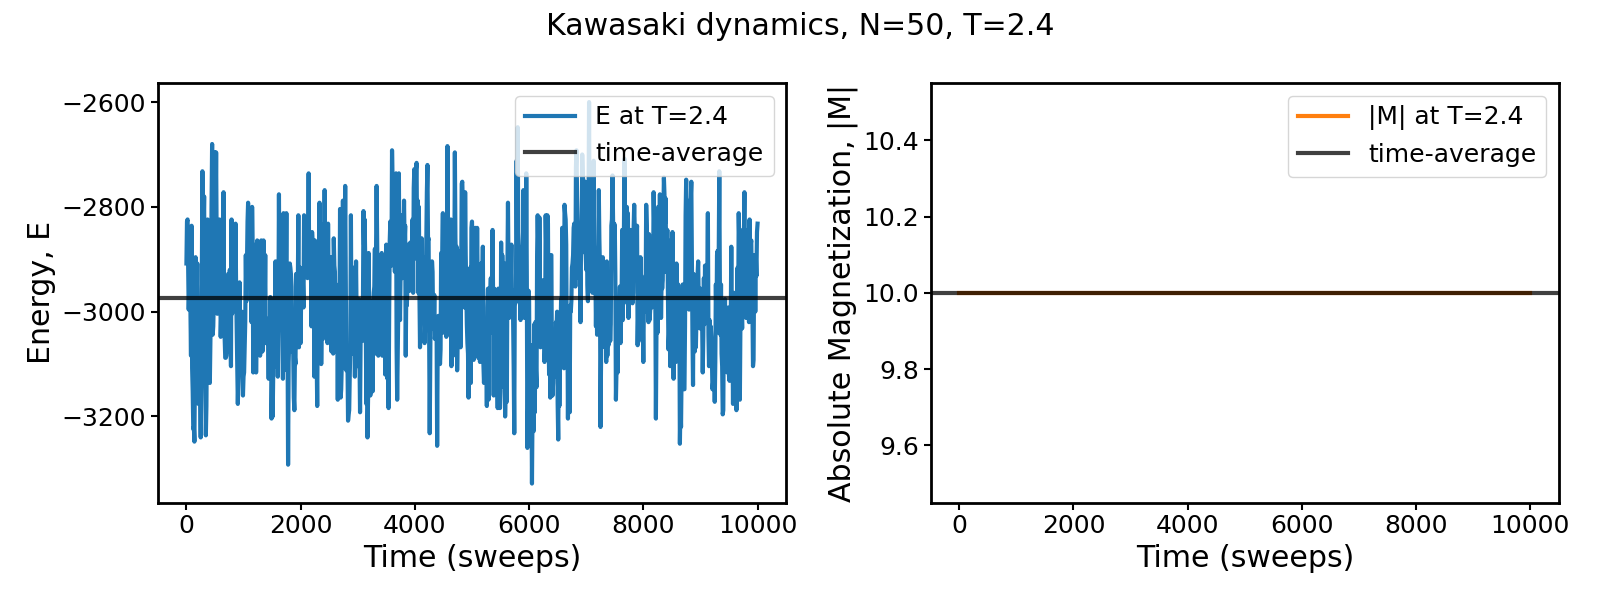 Kawasaki dynamics, N=50, T=2.4
Energy, E
−2600
−2800
−3000
−3200
E at T=2.4
time-average
0 2000 4000 6000 8000 10000
Time (sweeps)
Absolute Magnetization, |M|
10.4
10.2
10.0
9.8
9.6
|M| at T=2.4
time-average
0 2000 4000 6000 8000 10000
Time (sweeps)